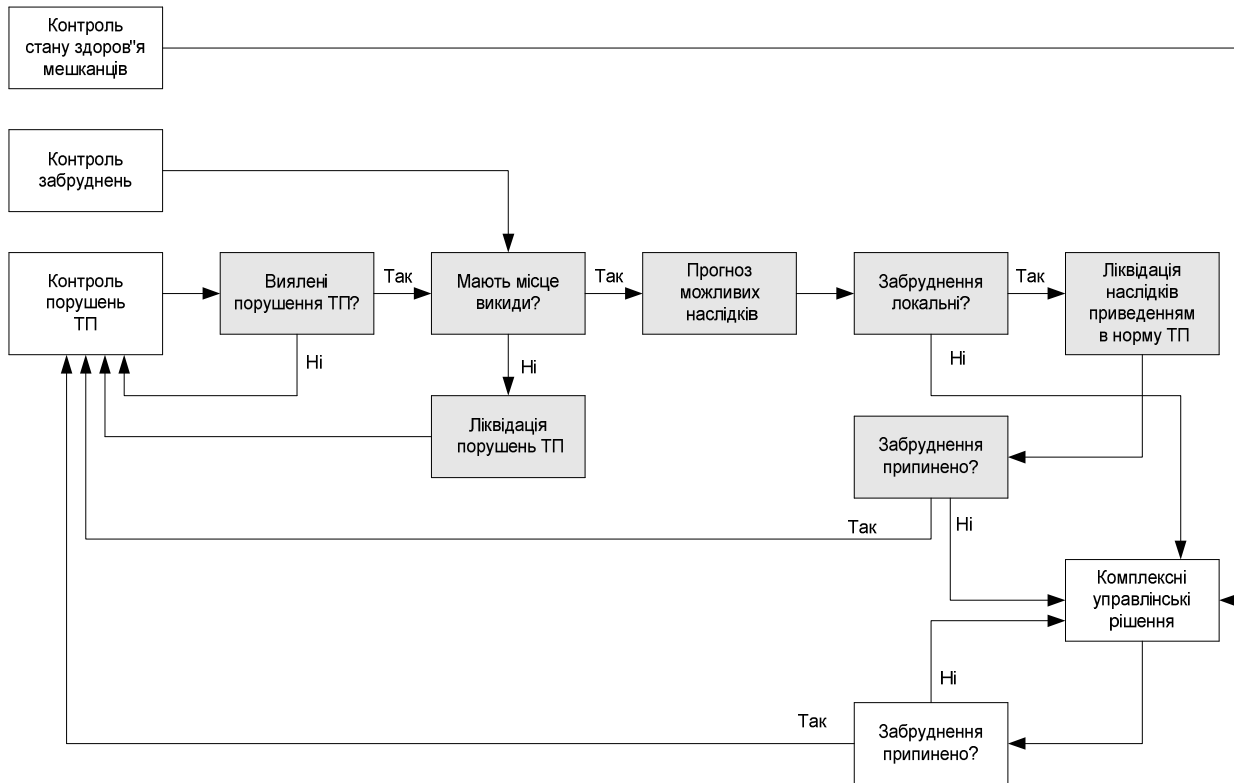 Контроль
стану здоров"я
мешканців
Контроль
забруднень
Контроль
порушень
ТП
Виялені
порушення ТП?
Так
Ні
Мають місце
викиди?
Так
Ні
Ліквідація
порушень ТП
Прогноз
можливих
наслідків
Забруднення
локальні?
Так
Ні
Ліквідація
наслідків
приведенням
в норму ТП
Забруднення
припинено?
Так
Ні
Комплексні
управлінські
рішення
Ні
Так
Забруднення
припинено?